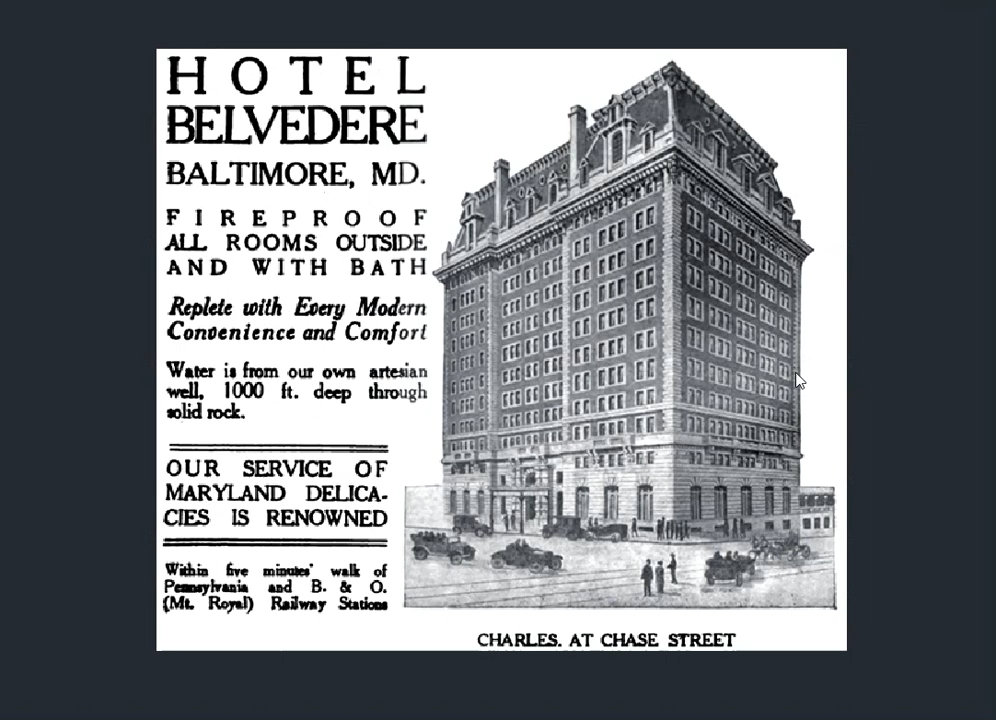 HOTEL
BELVEDERE
BALTIMORE, MD.
FIREPROOF
ALL ROOMS OUTSIDE
AND WITH BATH
Replete with Every Modern
Convenience and Comfort
Water is from our own artesian
well, 1000 ft. deep through
solid rock.
OUR SERVICE OF
MARYLAND DELICA-
CIES IS RENOWNED
Within five minutes' walk of
Pennsylvania and B. & O.
(Mt. Royal) Railway Stations
CHARLES. AT CHASE STREET